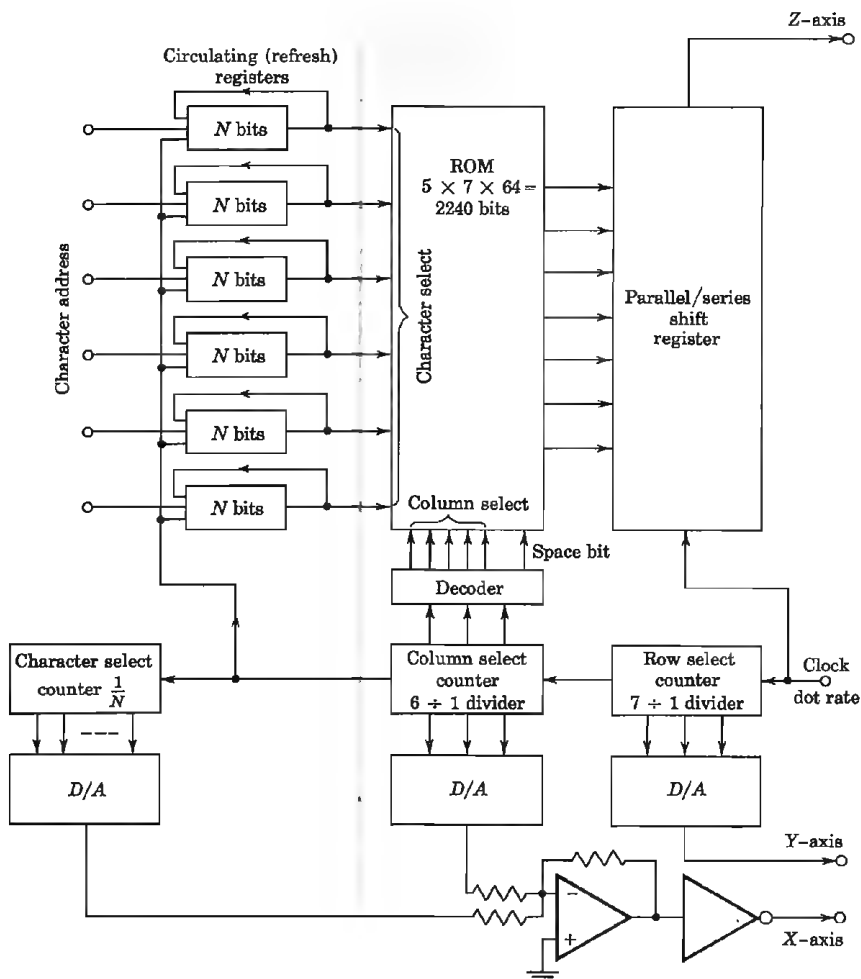 Z-axis
Circulating (refresh)
registers
N bits
N bits
N bits
N bits
N bits
N bits
Character address
Character select
ROM
5 × 7 × 64 =
2240 bits
Parallel/series
shift
register
Column select
Space bit
Decoder
Character select
counter 1/N
Column select
counter
6 ÷ 1 divider
Row select
counter
7 ÷ 1 divider
Clock
dot rate
D/A
D/A
D/A
Y-axis
X-axis
−
+